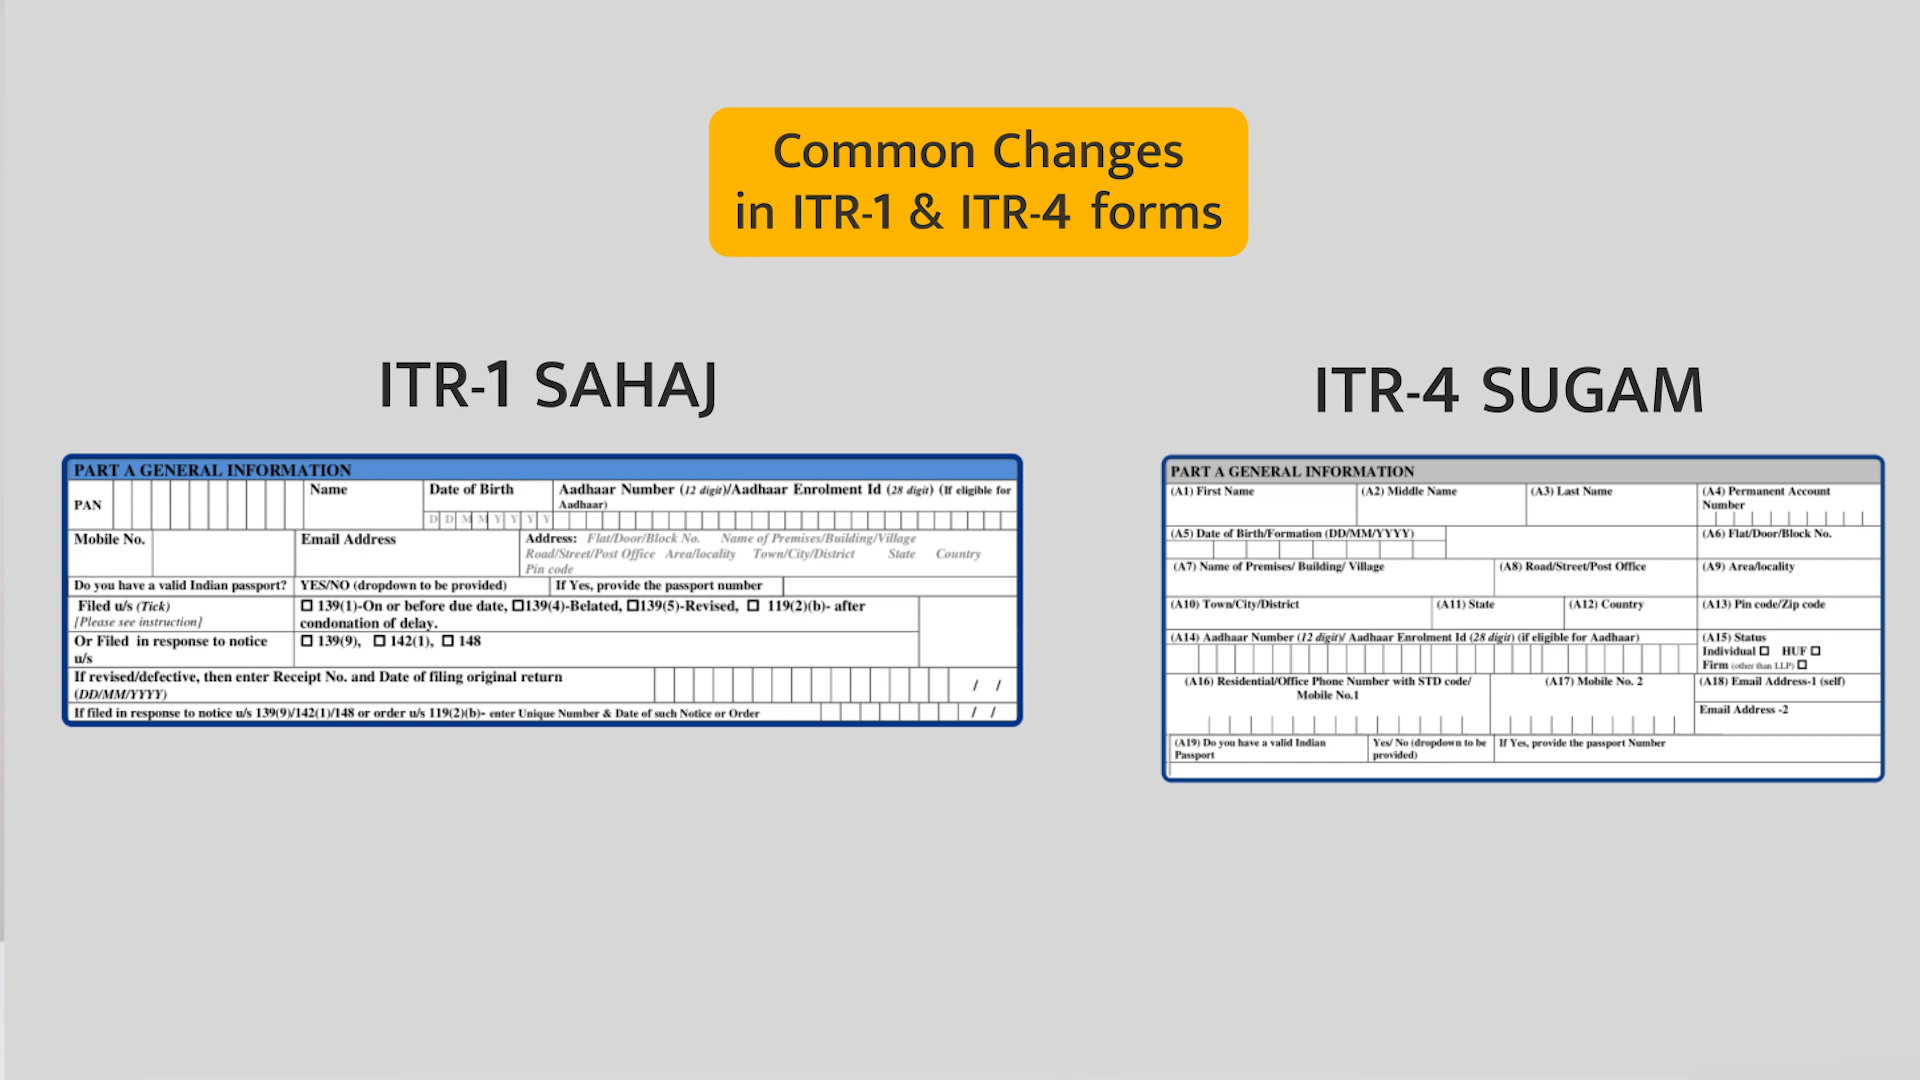 Common Changes
in ITR-1 & ITR-4 forms
ITR-1 SAHAJ
PART A GENERAL INFORMATION
PAN
Name
Date of Birth
D D M M Y Y Y Y
Aadhaar Number (12 digit)/Aadhaar Enrolment Id (28 digit) (If eligible for
Aadhaar)
Mobile No.
Email Address
Address: Flat/Door/Block No. Name of Premises/Building/Village
Road/Street/Post Office Area/locality Town/City/District State Country
Pin code
Do you have a valid Indian passport?
YES/NO (dropdown to be provided)
If Yes, provide the passport number
Filed u/s (Tick)
[Please see instruction]
139(1)-On or before due date, 139(4)-Belated, 139(5)-Revised, 119(2)(b)- after
condonation of delay.
Or Filed in response to notice
u/s
139(9), 142(1), 148
If revised/defective, then enter Receipt No. and Date of filing original return
(DD/MM/YYYY)
/ /
If filed in response to notice u/s 139(9)/142(1)/148 or order u/s 119(2)(b)- enter Unique Number & Date of such Notice or Order
/ /
ITR-4 SUGAM
PART A GENERAL INFORMATION
(A1) First Name
(A2) Middle Name
(A3) Last Name
(A4) Permanent Account
Number
(A5) Date of Birth/Formation (DD/MM/YYYY)
(A6) Flat/Door/Block No.
(A7) Name of Premises/ Building/ Village
(A8) Road/Street/Post Office
(A9) Area/locality
(A10) Town/City/District
(A11) State
(A12) Country
(A13) Pin code/Zip code
(A14) Aadhaar Number (12 digit)/ Aadhaar Enrolment Id (28 digit) (if eligible for Aadhaar)
(A15) Status
Individual HUF
Firm (other than LLP)
(A16) Residential/Office Phone Number with STD code/
Mobile No.1
(A17) Mobile No. 2
(A18) Email Address-1 (self)
Email Address -2
(A19) Do you have a valid Indian
Passport
Yes/ No (dropdown to be
provided)
If Yes, provide the passport Number